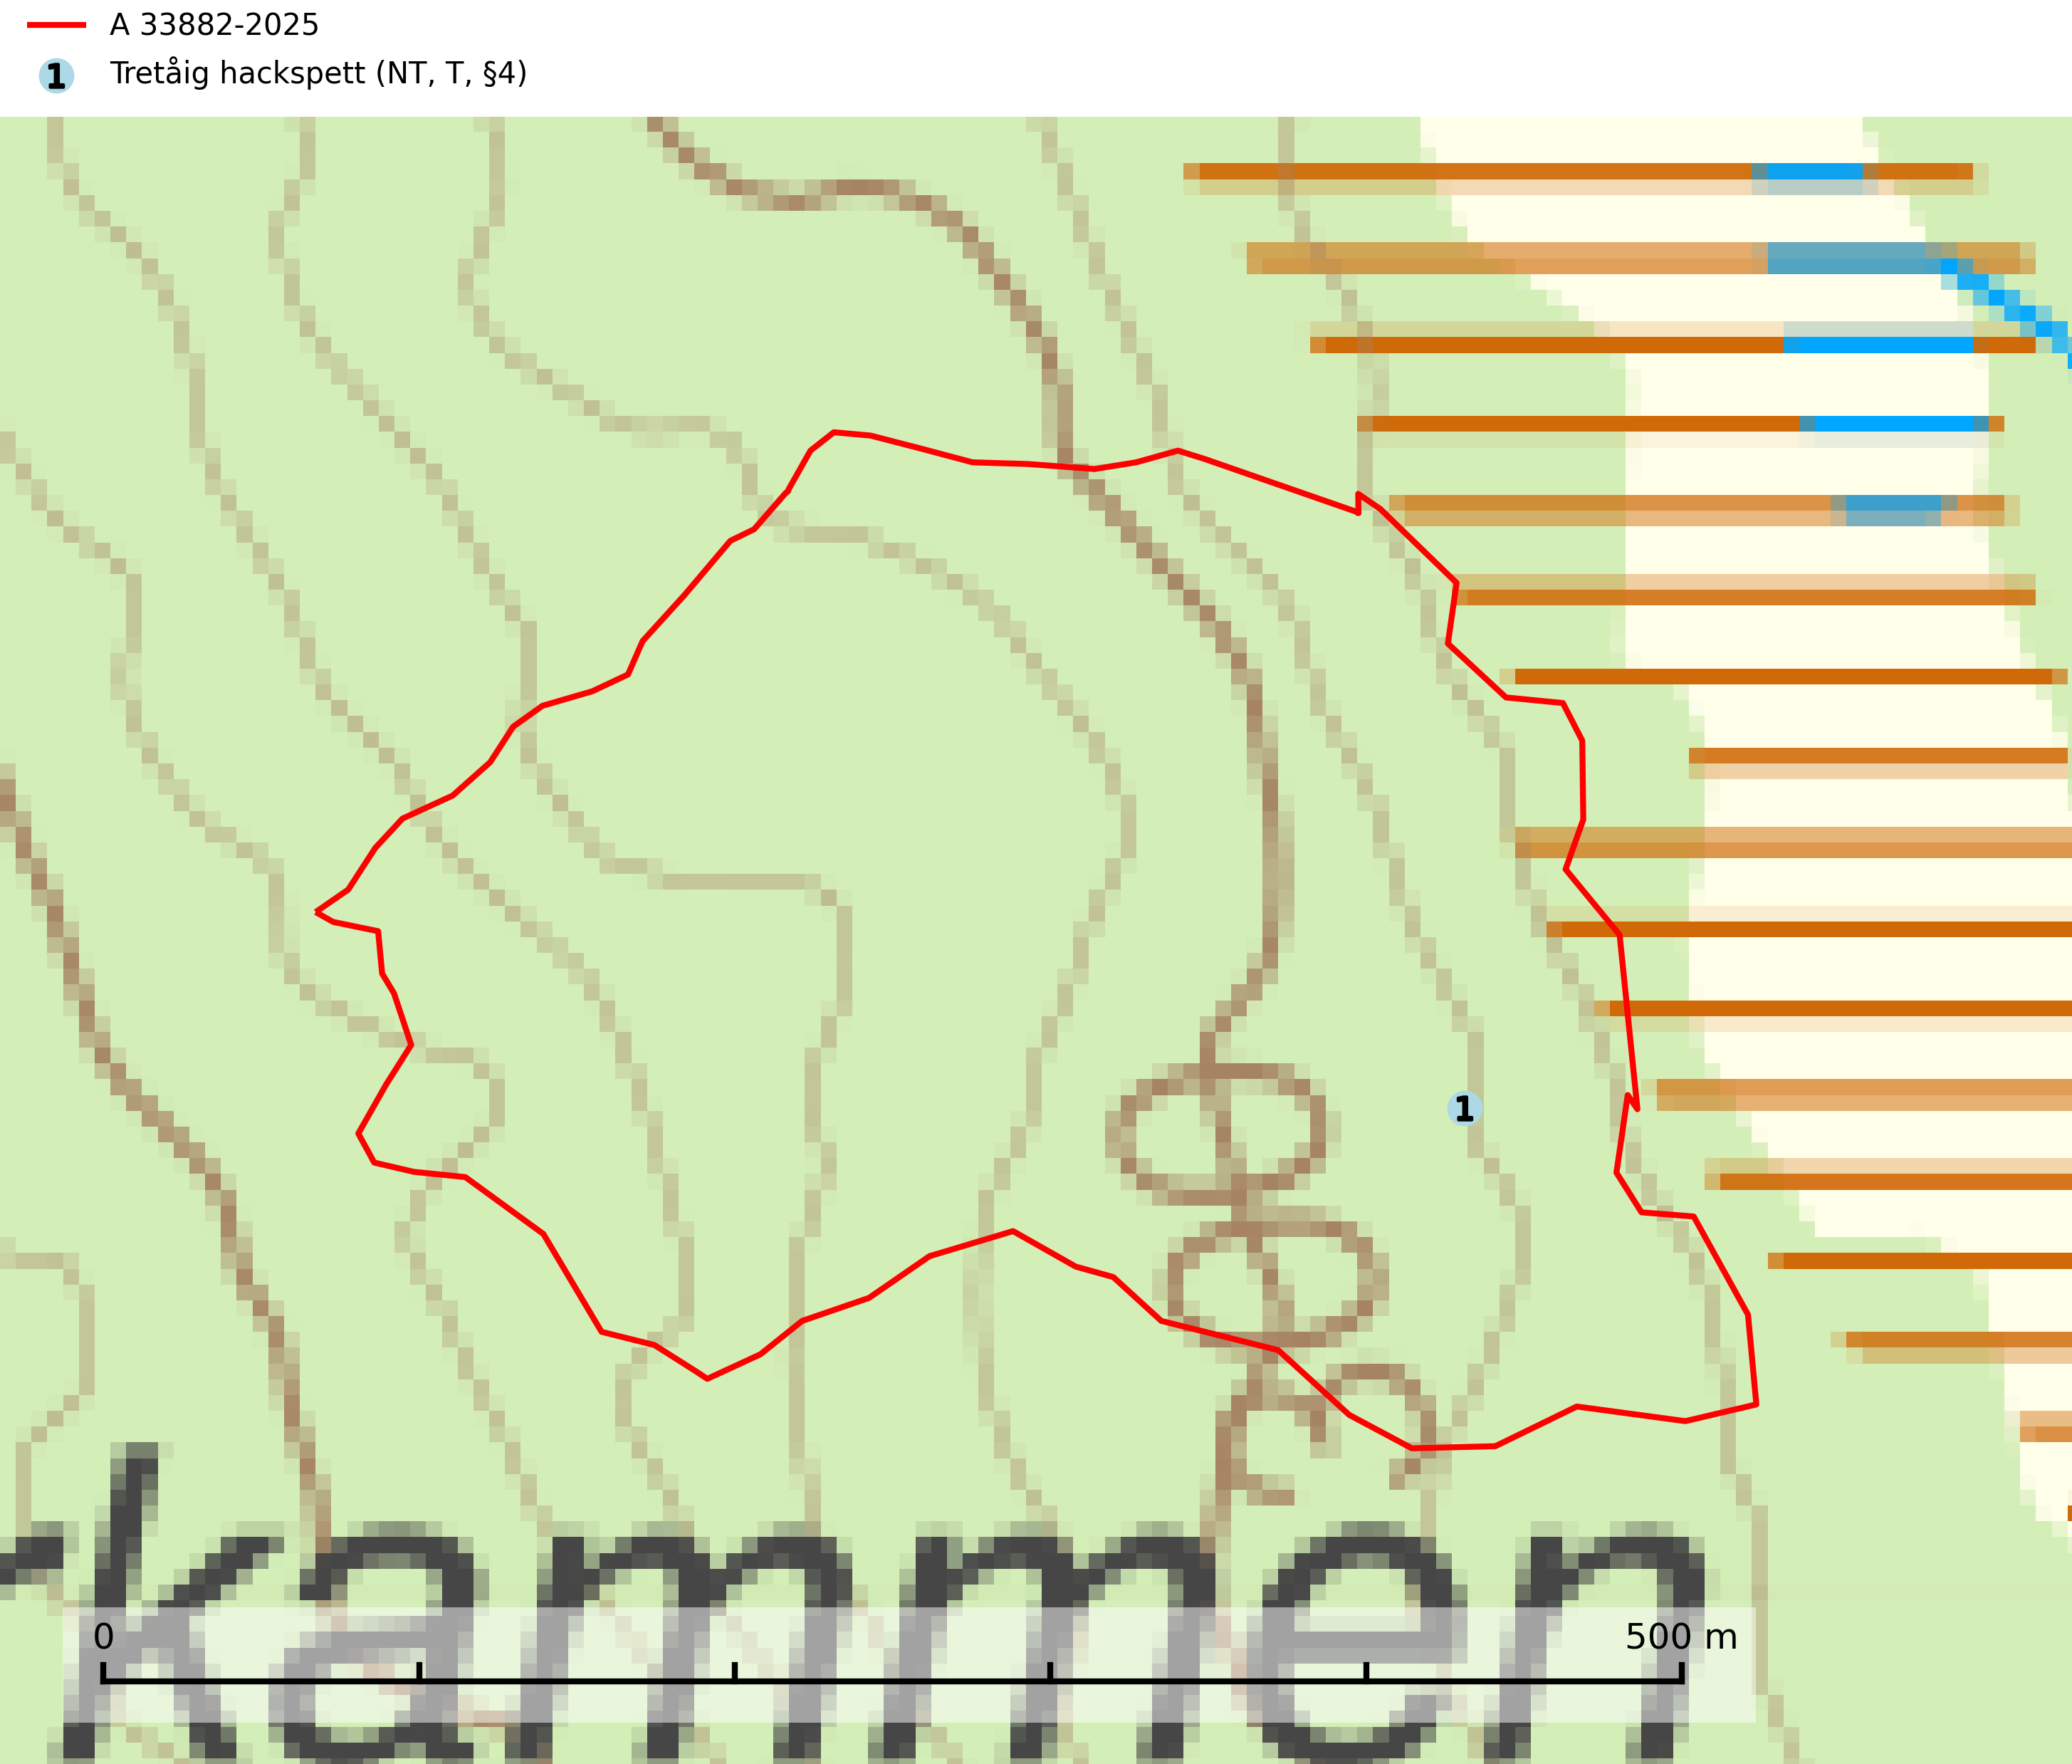 A 33882-2025
1 Tretåig hackspett (NT, T, §4)
1
kammen
0 500 m